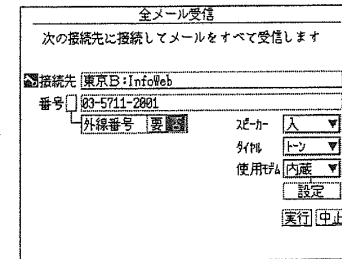 全メール受信
次の接続先に接続してメールをすべて受信します
接続先 東京B:InfoWeb
番号 03-5711-2001
外線番号 要 否
スピーカー 入 ▼
ダイヤル トーン ▼
使用モデム 内蔵 ▼
設定
実行 中止